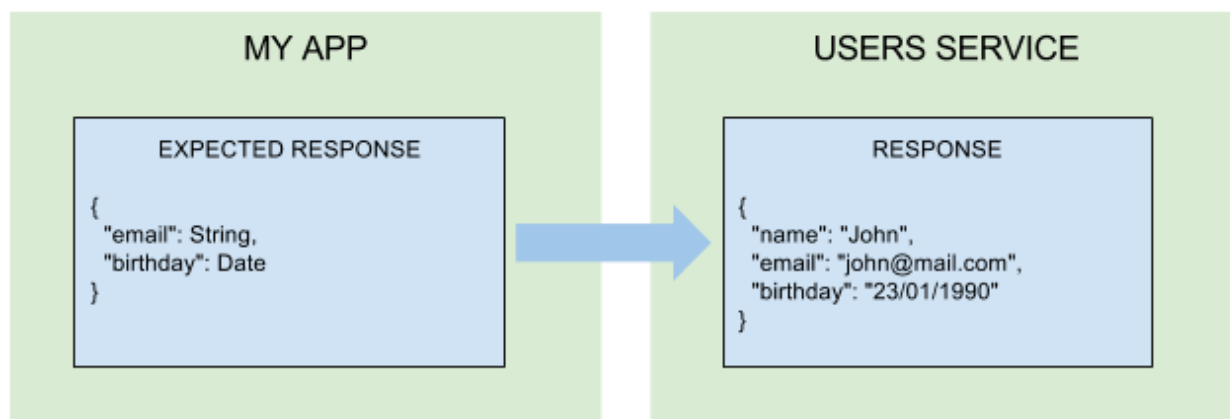 MY APP
EXPECTED RESPONSE
{
"email": String,
"birthday": Date
}
USERS SERVICE
RESPONSE
{
"name": "John",
"email": "john@mail.com",
"birthday": "23/01/1990"
}